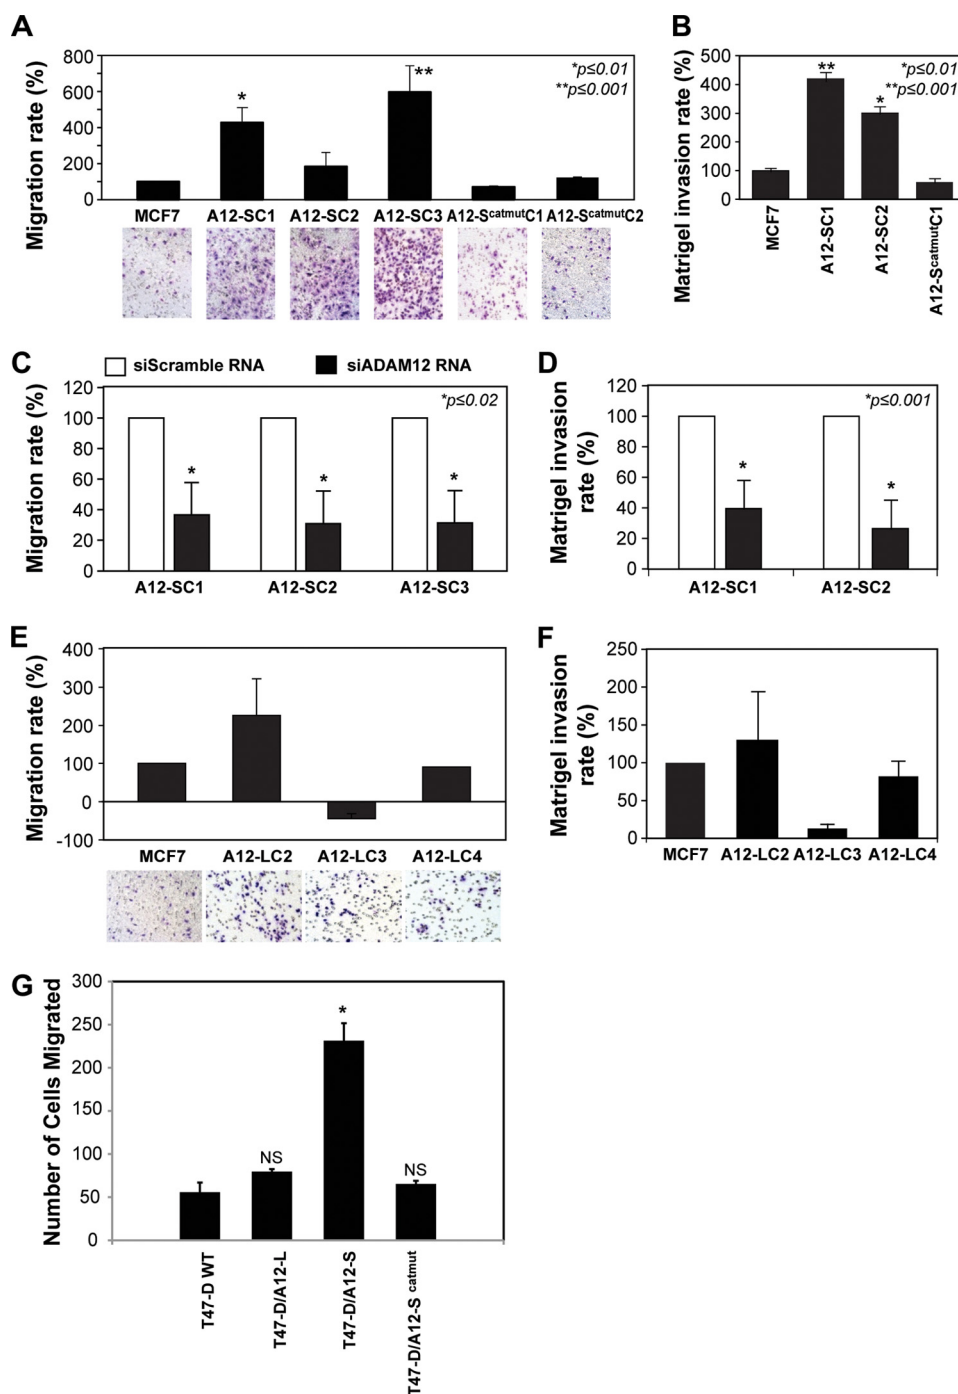 A
Migration rate (%)
800
600
400
200
0
*
**
*p≤0.01
**p≤0.001
MCF7 A12-SC1 A12-SC2 A12-SC3 A12-ScatmutC1 A12-ScatmutC2
B
Matrigel invasion rate (%)
500
400
300
200
100
0
**
*
*p≤0.01
**p≤0.001
MCF7
A12-SC1
A12-SC2
A12-ScatmutC1
C
siScramble RNA siADAM12 RNA
Migration rate (%)
120
100
80
60
40
20
0
*p≤0.02
* * *
A12-SC1 A12-SC2 A12-SC3
D
Matrigel invasion
rate (%)
120
100
80
60
40
20
0
*p≤0.001
*
*
A12-SC1 A12-SC2
E
Migration rate (%)
400
300
200
100
0
-100
MCF7 A12-LC2 A12-LC3 A12-LC4
F
Matrigel invasion
rate (%)
250
200
150
100
50
0
MCF7 A12-LC2 A12-LC3 A12-LC4
G
Number of Cells Migrated
300
250
200
150
100
50
0
NS
*
NS
T47-D WT
T47-D/A12-L
T47-D/A12-S
T47-D/A12-S catmut